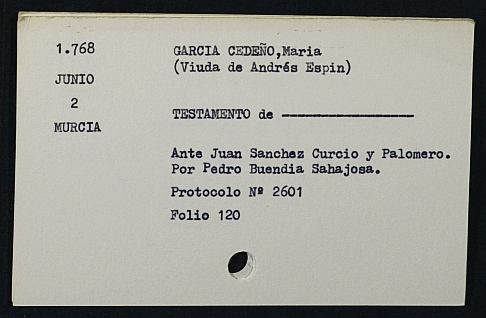 1.768
JUNIO
2
MURCIA
GARCIA CEDEÑO,Maria
(Viuda de Andrés Espin)
TESTAMENTO de ————————
Ante Juan Sanchez Curcio y Palomero.
Por Pedro Buendia Sahajosa.
Protocolo Nº 2601
Folio 120